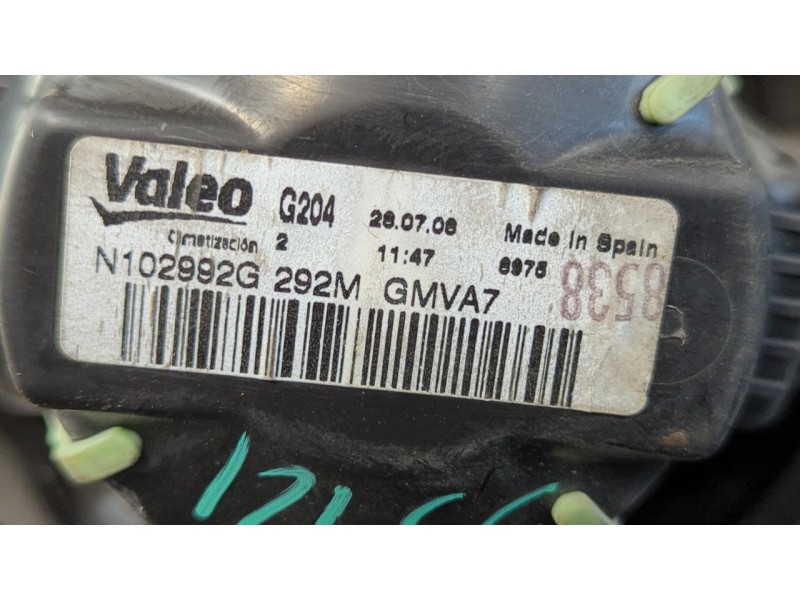 Valeo G204 28.07.06 Made In Spain
Climatización 2 11:47 6975
N102992G 292M GMVA7
8538